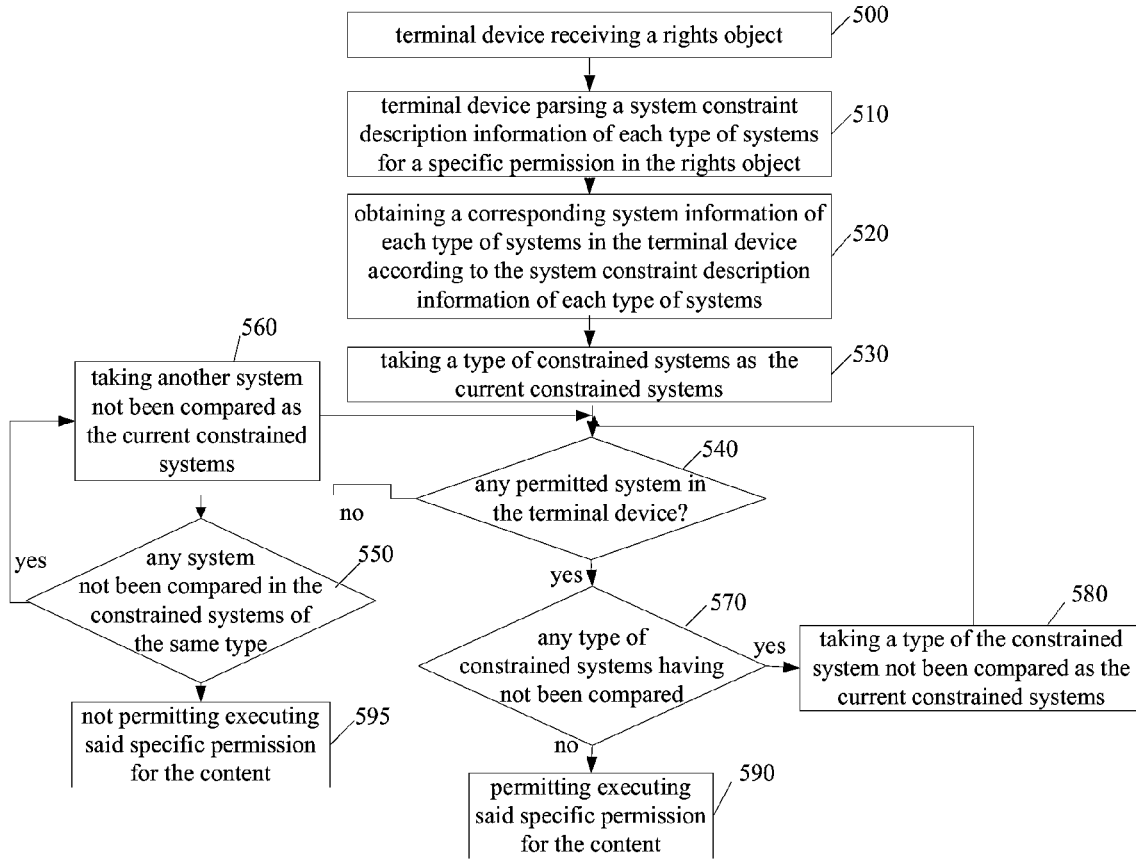 500
terminal device receiving a rights object
terminal device parsing a system constraint
description information of each type of systems
for a specific permission in the rights object
510
obtaining a corresponding system information of
each type of systems in the terminal device
according to the system constraint description
information of each type of systems
520
taking a type of constrained systems as the
current constrained systems
530
560
taking another system
not been compared as
the current constrained
systems
540
any permitted system in
the terminal device?
no
yes
550
any system
not been compared in the
constrained systems of
the same type
yes
570
any type of
constrained systems having
not been compared
yes
no
580
taking a type of the constrained
system not been compared as the
current constrained systems
not permitting executing
said specific permission
for the content
595
permitting executing
said specific permission
for the content
590